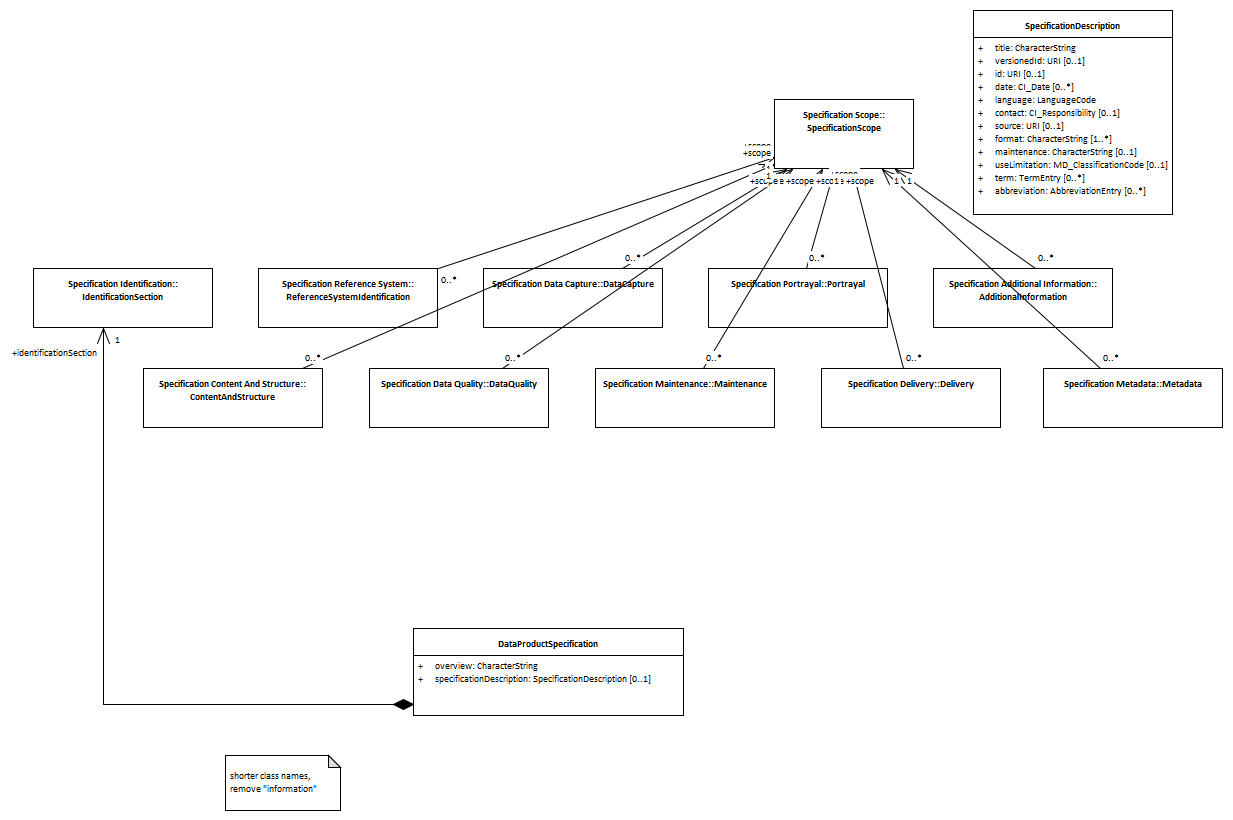 SpecificationDescription
+ title: CharacterString
+ versionedId: URI [0..1]
+ id: URI [0..1]
+ date: CI_Date [0..*]
+ language: LanguageCode
+ contact: CI_Responsibility [0..1]
+ source: URI [0..1]
+ format: CharacterString [1..*]
+ maintenance: CharacterString [0..1]
+ useLimitation: MD_ClassificationCode [0..1]
+ term: TermEntry [0..*]
+ abbreviation: AbbreviationEntry [0..*]
Specification Scope::
SpecificationScope
+scope
1
+scope
+scope
1
+scope
1
1
0..*
0..*
0..*
0..*
Specification Identification::
IdentificationSection
Specification Reference System::
ReferenceSystemIdentification
Specification Data Capture::DataCapture
Specification Portrayal::Portrayal
Specification Additional Information::
AdditionalInformation
1
+identificationSection
0..*
0..*
0..*
0..*
0..*
Specification Content And Structure::
ContentAndStructure
Specification Data Quality::DataQuality
Specification Maintenance::Maintenance
Specification Delivery::Delivery
Specification Metadata::Metadata
DataProductSpecification
+ overview: CharacterString
+ specificationDescription: SpecificationDescription [0..1]
shorter class names,
remove "information"